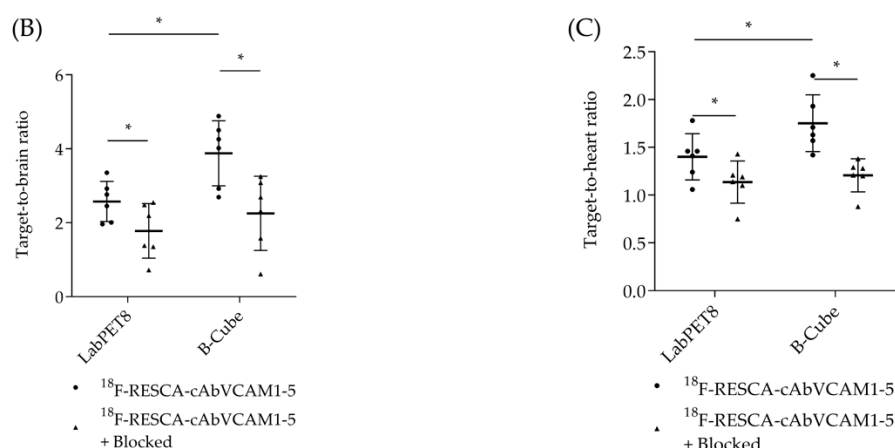 (B)
Target-to-brain ratio
6
4
2
0
*
*
*
LabPET8
B-Cube
• ¹⁸F-RESCA-cAbVCAM1-5
▲ ¹⁸F-RESCA-cAbVCAM1-5
+ Blocked
(C)
Target-to-heart ratio
2.5
2.0
1.5
1.0
0.5
0.0
*
*
*
LabPET8
B-Cube
• ¹⁸F-RESCA-cAbVCAM1-5
▲ ¹⁸F-RESCA-cAbVCAM1-5
+ Blocked